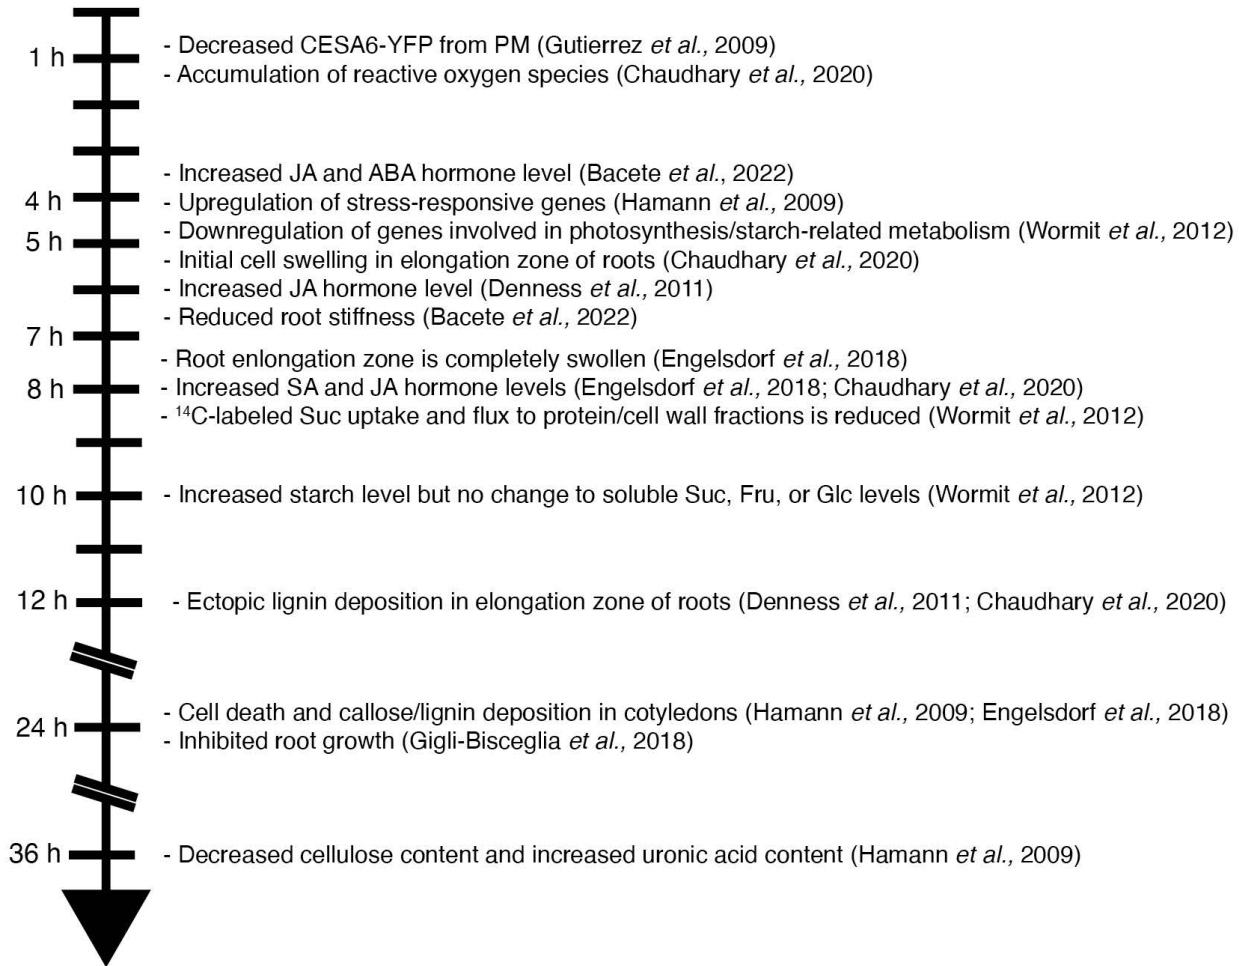 1 h
- Decreased CESA6-YFP from PM (Gutierrez et al., 2009)
- Accumulation of reactive oxygen species (Chaudhary et al., 2020)
- Increased JA and ABA hormone level (Bacete et al., 2022)
4 h
- Upregulation of stress-responsive genes (Hamann et al., 2009)
5 h
- Downregulation of genes involved in photosynthesis/starch-related metabolism (Wormit et al., 2012)
- Initial cell swelling in elongation zone of roots (Chaudhary et al., 2020)
- Increased JA hormone level (Denness et al., 2011)
- Reduced root stiffness (Bacete et al., 2022)
7 h
- Root enlongation zone is completely swollen (Engelsdorf et al., 2018)
8 h
- Increased SA and JA hormone levels (Engelsdorf et al., 2018; Chaudhary et al., 2020)
- ¹⁴C-labeled Suc uptake and flux to protein/cell wall fractions is reduced (Wormit et al., 2012)
10 h
- Increased starch level but no change to soluble Suc, Fru, or Glc levels (Wormit et al., 2012)
12 h
- Ectopic lignin deposition in elongation zone of roots (Denness et al., 2011; Chaudhary et al., 2020)
24 h
- Cell death and callose/lignin deposition in cotyledons (Hamann et al., 2009; Engelsdorf et al., 2018)
- Inhibited root growth (Gigli-Bisceglia et al., 2018)
36 h
- Decreased cellulose content and increased uronic acid content (Hamann et al., 2009)